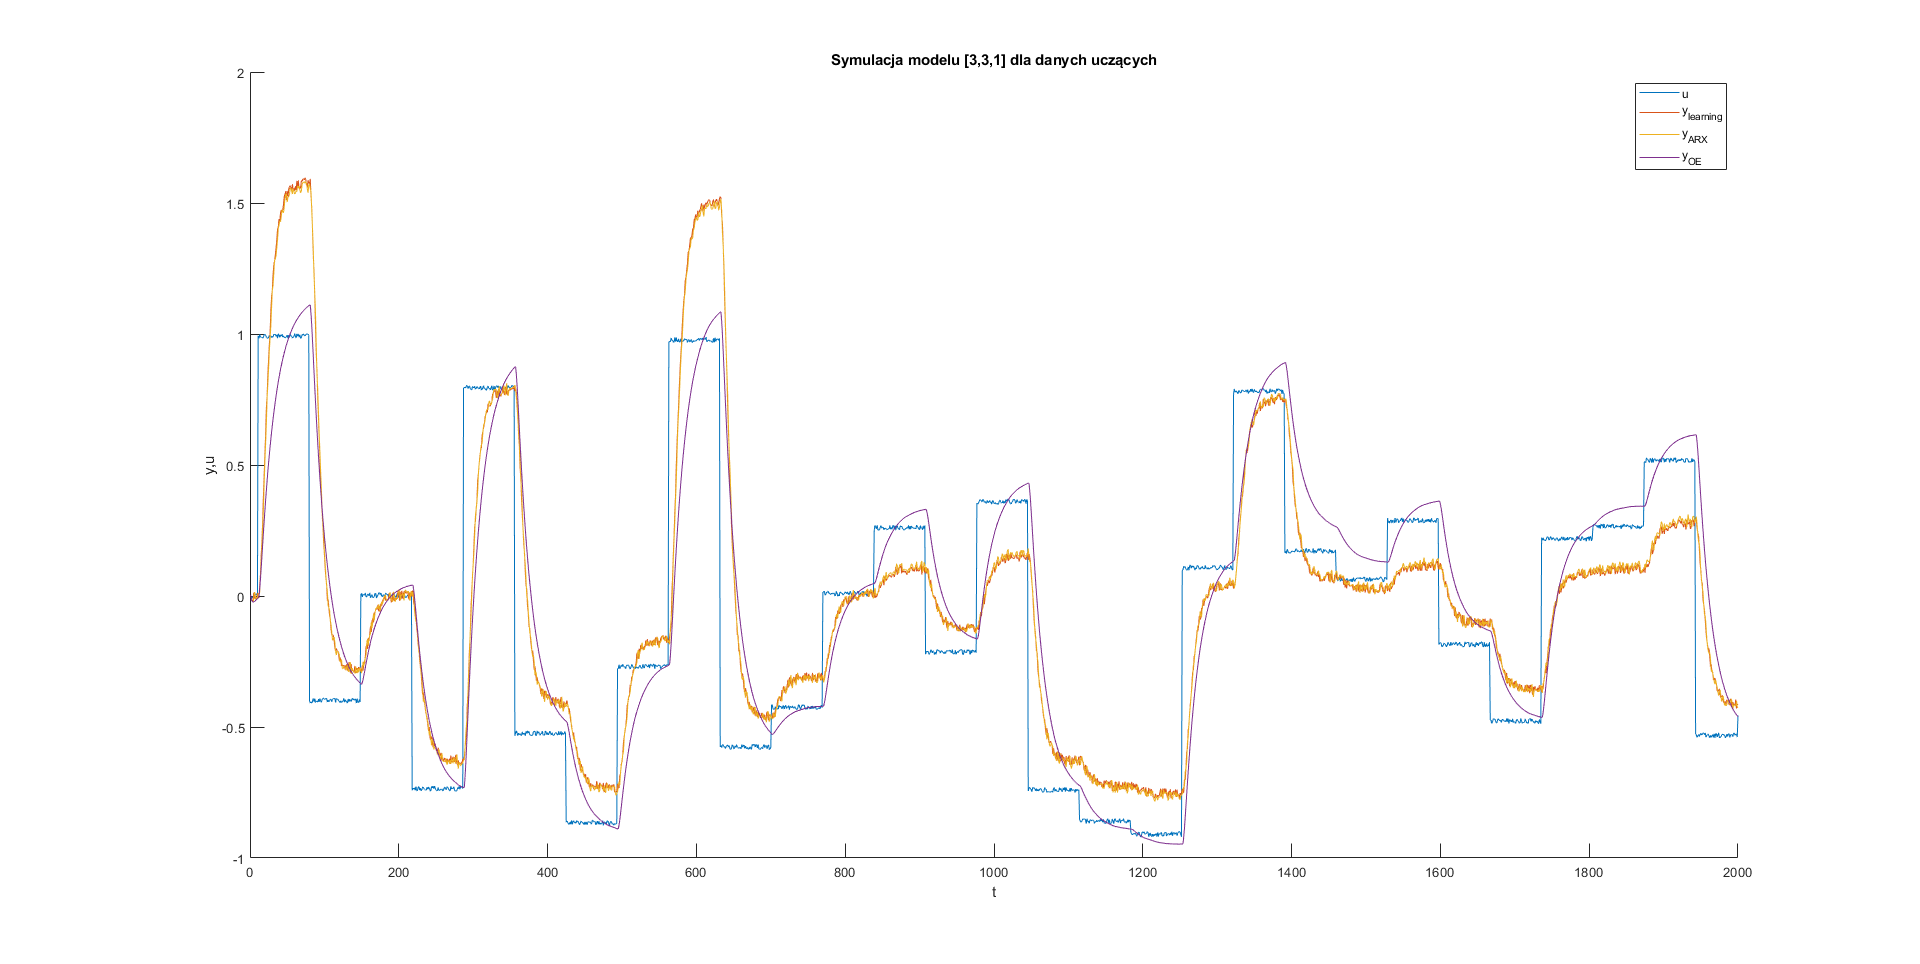 Symulacja modelu [3,3,1] dla danych uczących
2
1.5
1
0.5
0
-0.5
-1
y,u
0 200 400 600 800 1000 1200 1400 1600 1800 2000
t
u
y_learning
y_ARX
y_OE